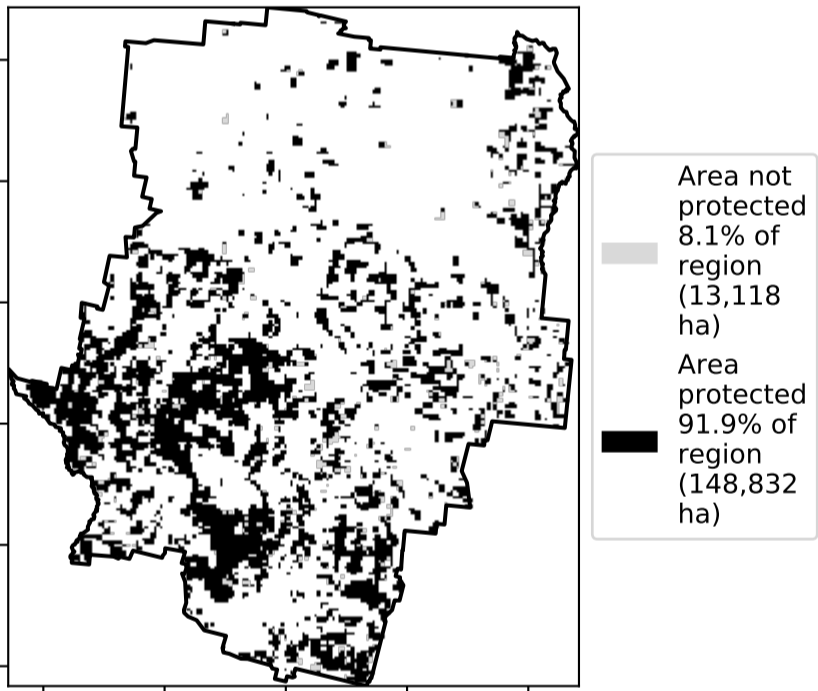 Area not
protected
8.1% of
region
(13,118
ha)
Area
protected
91.9% of
region
(148,832
ha)